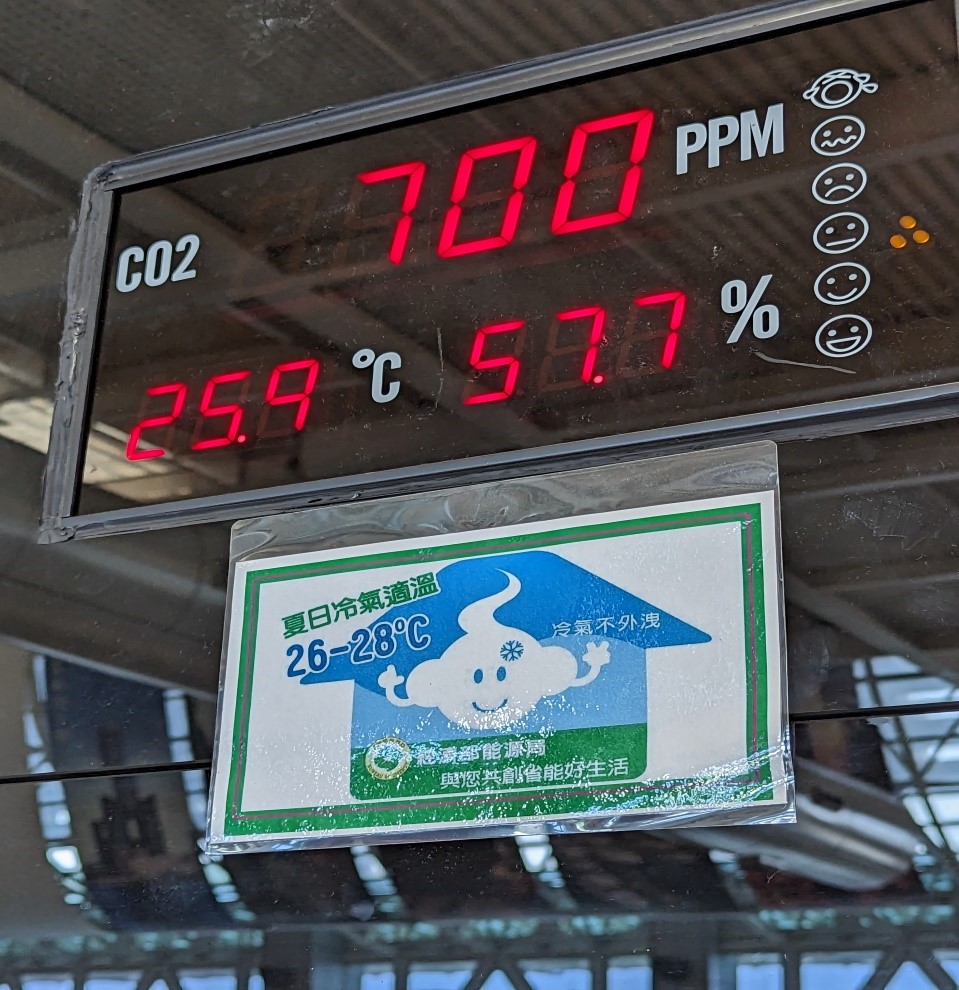 700 PPM
CO2
25.9 °C 57.7 %
夏日冷氣適溫
26-28°C
冷氣不外洩
經濟部能源局
與您共創省能好生活